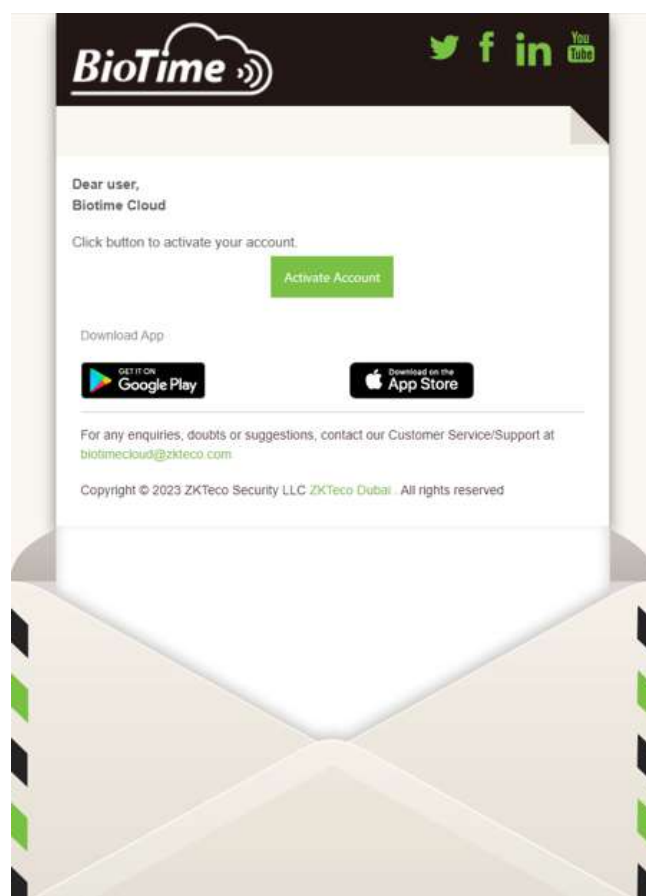 BioTime
You
Tube
Dear user,
Biotime Cloud
Click button to activate your account.
Activate Account
Download App
GET IT ON
Google Play
Download on the
App Store
For any enquiries, doubts or suggestions, contact our Customer Service/Support at
biotimecloud@zkteco.com
Copyright © 2023 ZKTeco Security LLC ZKTeco Dubai . All rights reserved